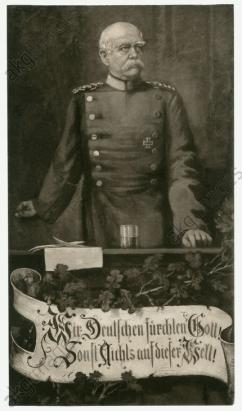 Wir Deutschen fürchten Gott!
Sonst Nichts auf dieser Welt!